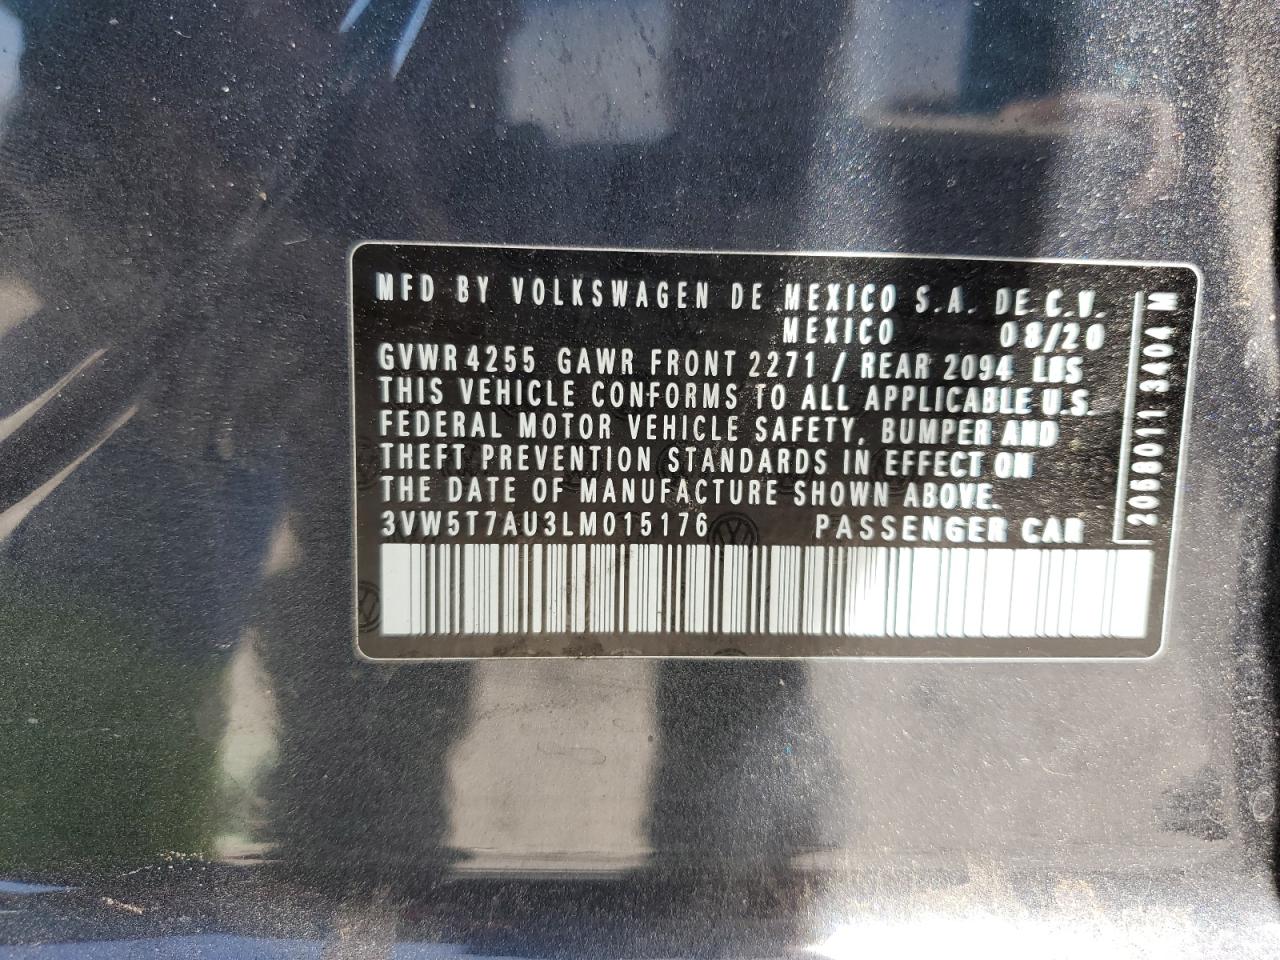 MFD BY VOLKSWAGEN DE MEXICO S.A. DE C.V.
MEXICO 08/20
GVWR 4255 GAWR FRONT 2271 / REAR 2094 LBS
THIS VEHICLE CONFORMS TO ALL APPLICABLE U.S.
FEDERAL MOTOR VEHICLE SAFETY, BUMPER AND
THEFT PREVENTION STANDARDS IN EFFECT ON
THE DATE OF MANUFACTURE SHOWN ABOVE.
3VW5T7AU3LM015176 PASSENGER CAR
2068011 3404 M